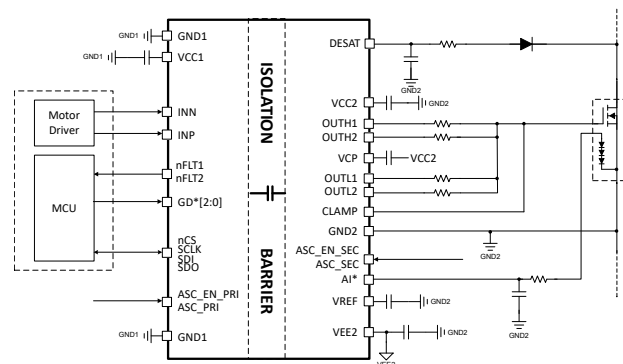 GND1
GND1
VCC1
GND1
Motor
Driver
INN
INP
MCU
nFLT1
nFLT2
GD*[2:0]
nCS
SCLK
SDI
SDO
ASC_EN_PRI
ASC_PRI
GND1
GND1
ISOLATION
BARRIER
DESAT
GND2
VCC2
GND2
OUTH1
OUTH2
VCP
VCC2
OUTL1
OUTL2
CLAMP
GND2
GND2
ASC_EN_SEC
ASC_SEC
AI*
GND2
VREF
GND2
VEE2
GND2
VEE2